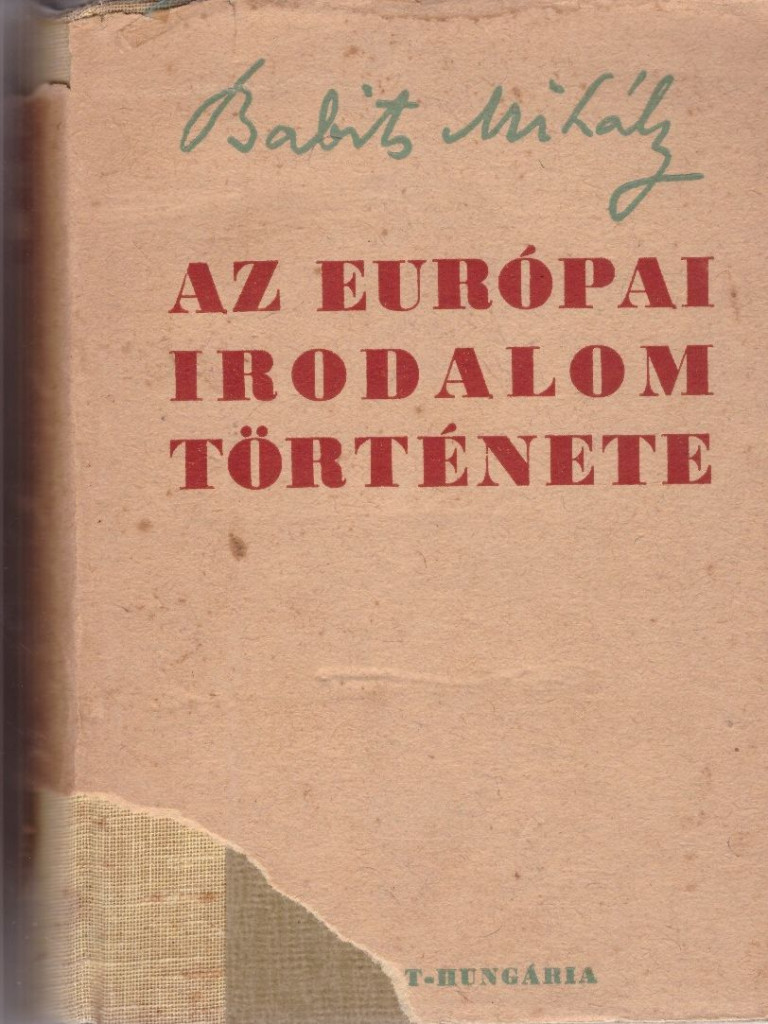 Babits Mihály
AZ EURÓPAI
IRODALOM
TÖRTÉNETE
T-HUNGÁRIA